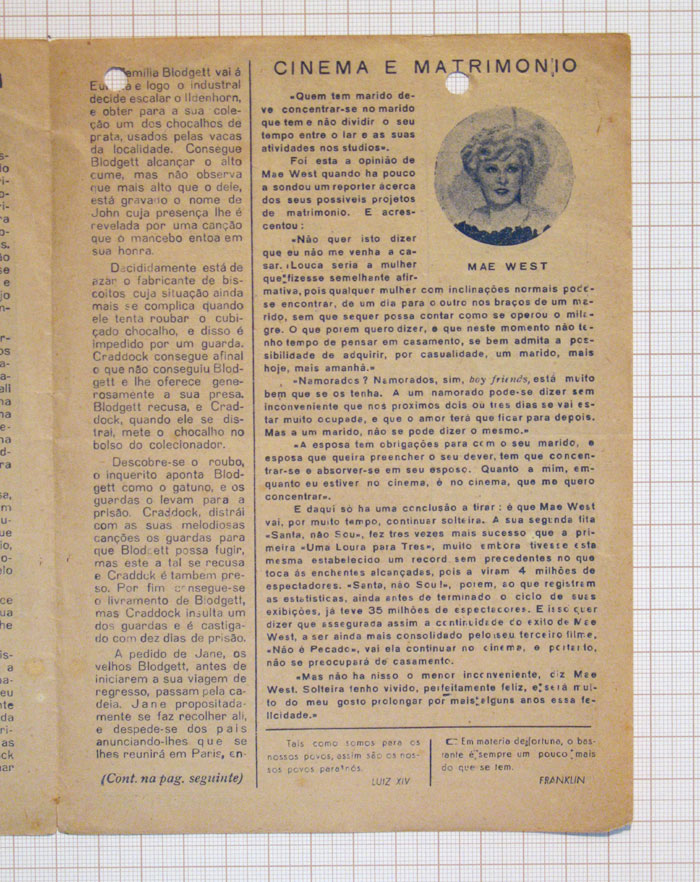 Familia Blodgett vai á
e logo o industral
decide escalar o Ildenhorn,
e obter para a sua cole-
ção um dos chocalhos de
prata, usados pelas vacas
da localidade. Consegue
Blodgett alcançar o alto
cume, mas não observa
que mais alto que o dele,
está gravado o nome de
John cuja presença lhe é
revelada por uma canção
que o mancebo entoa em
sua honra.
Dacididamente está de
azar o fabricante de bis-
coitos cuja situação ainda
mais se complica quando
ele tenta roubar o cubi-
çado chocalho, e disso é
impedido por um guarda.
Craddock consegue afinal
o que não conseguiu Blod-
gett e lhe oferece gene-
rosamente a sua presa.
Blodgett recusa, e Crad-
dock, quando ele se dis-
trai, mete o chocalho no
bolso do colecionador.
Descobre-se o roubo,
o inquerito aponta Blod-
gett como o gatuno, e os
guardas o levam para a
prisão. Craddock, distrái
com as suas melodiosas
canções os guardas para
que Blodgett possa fugir,
mas este a tal se recusa
e Craddck é tambem pre-
so. Por fim consegue-se
o livramento de Blodgett,
mas Craddock insulta um
dos guardas e é castiga-
do com dez dias de prisão.
A pedido de Jane, os
velhos Blodgett, antes de
iniciarem a sua viagem de
regresso, passam pela ca-
deia. Jane propositada-
mente se faz recolher ali,
e despede-se dos pais
anunciando-lhes que se
lhes reunirá em Paris, en-
(Cont. na pag. seguinte)
CINEMA E MATRIMONIO
«Quem tem marido de-
ve concentrar-se no marido
que tem e não dividir o seu
tempo entre o lar e as suas
atividades nos studios».
Foi esta a opinião de
Mae West quando ha pouco
a sondou um reporter ácerca
dos seus possiveis projetos
de matrimonio. E acres-
centou:
«Não quer isto dizer
que eu não me venha a ca-
sar. Louca seria a mulher
que fizesse semelhante afir-
mativa, pois qualquer mulher com inclinações normais pode-
se encontrar, de um dia para o outro nos braços de um ma-
rido, sem que sequer possa contar como se operou o mila-
gre. O que porem quero dizer, e que neste momento não te-
nho tempo de pensar em casamento, se bem admita a pos-
sibilidade de adquirir, por casualidade, um marido, mais
hoje, mais amanhã.»
MAE WEST
«Namorados? Namorados, sim, boy friends, está muito
bem que se os tenha. A um namorado pode-se dizer sem
inconveniente que nos proximos dois ou tres dias se vai es-
tar muito ocupada, e que o amor terá que ficar para depois.
Mas a um marido, não se pode dizer o mesmo.»
«A esposa tem obrigações para com o seu marido, e
esposa que queira preencher o seu dever, tem que concen-
trar-se e absorver-se em seu esposo. Quanto a mim, em-
quanto eu estiver no cinema, é no cinema, que me quero
concentrar».
E daqui só ha uma conclusão a tirar: é que Mae West
vai, por muito tempo, continuar solteira. A sua segunda fita
«Santa, não Sou», fez tres vezes mais sucesso que a pri-
meira «Uma Loura para Tres», muito embora tivesse esta
mesma estabelecido um record sem precedentes no que
toca ás enchentes alcançadas, pois a viram 4 milhões de
espectadores. «Santa, não Sou!», porem, ao que registram
as estatisticas, ainda antes de terminado o ciclo de suas
exibições, já teve 35 milhões de espectadores. E isso quer
dizer que assegurada assim a continuidade do exito de Mae
West, a ser ainda mais consolidado pelo seu terceiro filme,
«Não é Pecado», vai ela continuar no cinema, e portanto,
não se preocupará de casamento.
«Mas não ha nisso o menor inconveniente, diz Mae
West. Solteira tenho vivido, perfeitamente feliz, e será mui-
to do meu gosto prolongar por mais alguns anos essa fe-
licidade.»
Tais como somos para os
nossos povos, assim são os nos-
sos povos para nós.
LUIZ XIV
Em materia de fortuna, o bas-
tante é sempre um pouco mais
do que se tem.
FRANKLIN